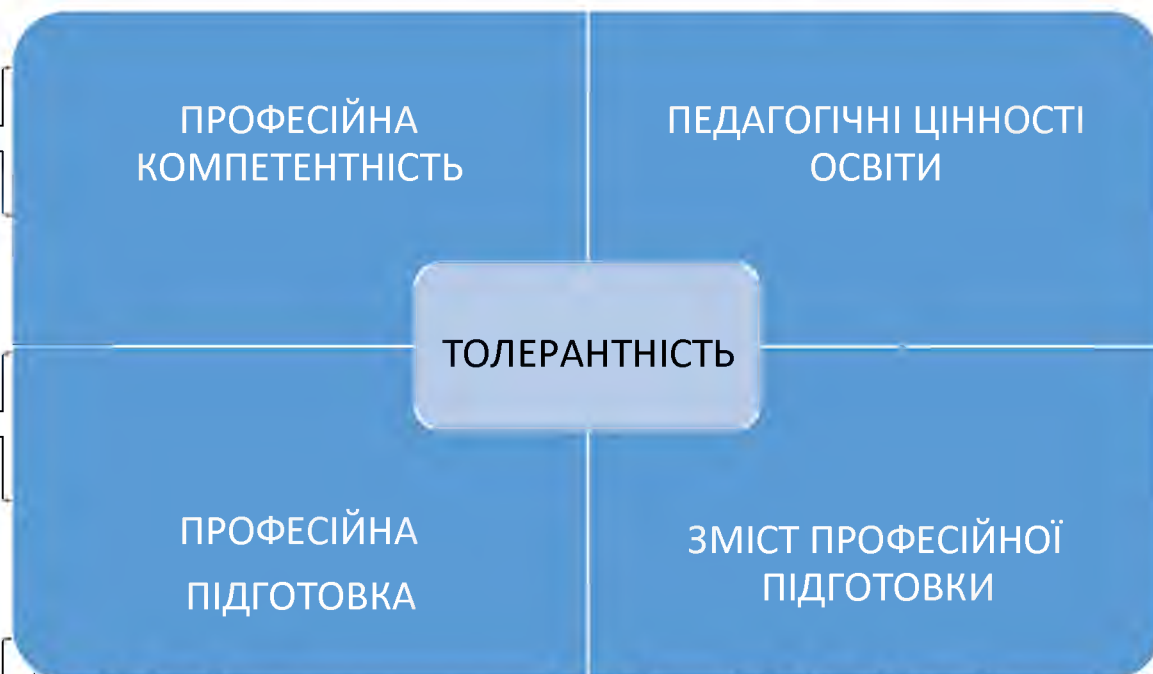 ПРОФЕСІЙНА
КОМПЕТЕНТНІСТЬ
ПЕДАГОГІЧНІ ЦІННОСТІ
ОСВІТИ
ТОЛЕРАНТНІСТЬ
ПРОФЕСІЙНА
ПІДГОТОВКА
ЗМІСТ ПРОФЕСІЙНОЇ
ПІДГОТОВКИ